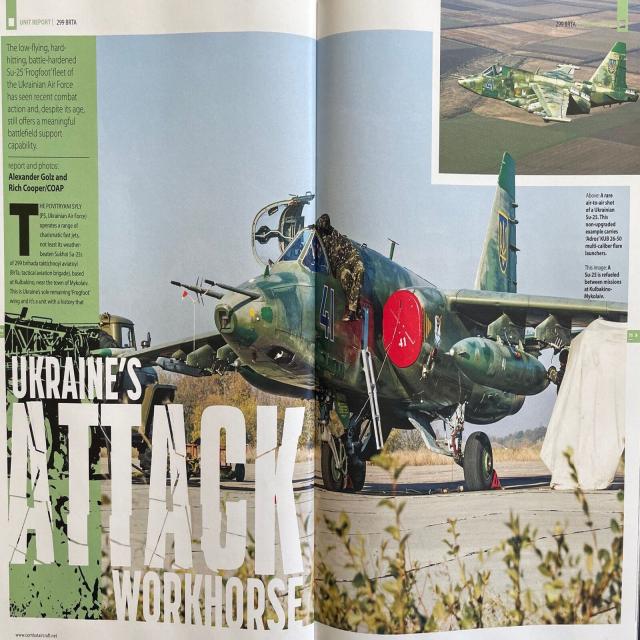 UNIT REPORT | 299 BRTA
299 BRTA
The low-flying, hard-
hitting, battle-hardened
Su-25 'Frogfoot' fleet of
the Ukrainian Air Force
has seen recent combat
action and, despite its age,
still offers a meaningful
battlefield support
capability.
report and photos:
Alexander Golz and
Rich Cooper/COAP
THE POVITRYANI SYLY
(PS, Ukrainian Air Force)
operates a range of
charismatic fast jets,
not least its weather-
beaten Sukhoi Su-25s
of 299 brihada taktichnoyi aviatsiyi
(BrTA, tactical aviation brigade), based
at Kulbakino, near the town of Mykolaiv.
This is Ukraine's sole remaining 'Frogfoot'
wing and it's a unit with a history that
Above: A rare
air-to-air shot
of a Ukrainian
Su-25. This
non-upgraded
example carries
'Adros' KUV 26-50
multi-caliber flare
launchers.
This image: A
Su-25 is refueled
between missions
at Kulbakino-
Mykolaiv.
41
41
UKRAINE'S
ATTACK
WORKHORSE
www.combataircraft.net